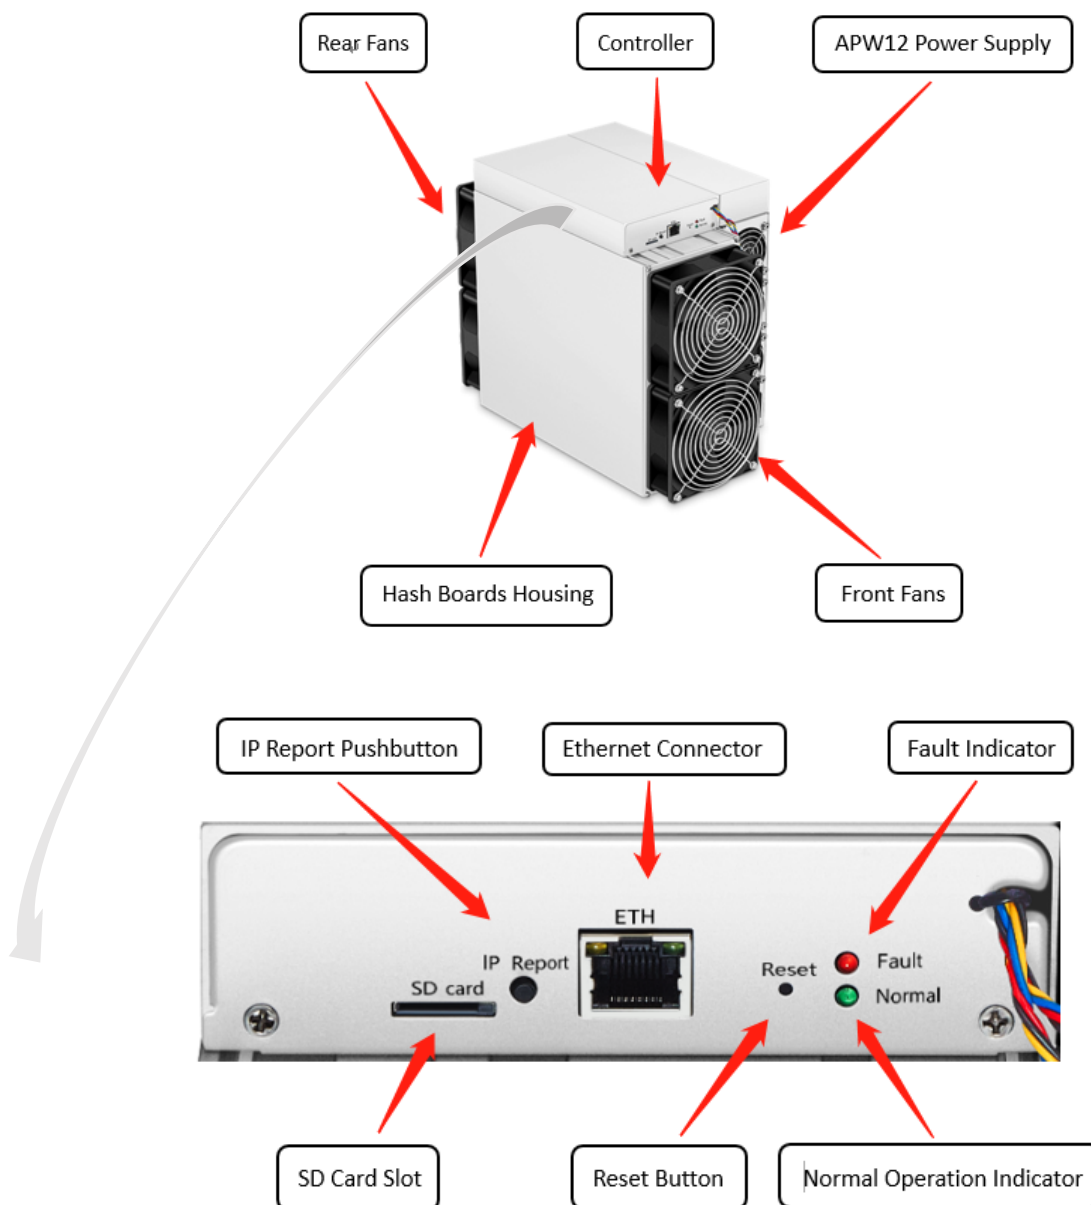 Rear Fans
Controller
APW12 Power Supply
Hash Boards Housing
Front Fans
IP Report Pushbutton
Ethernet Connector
Fault Indicator
ETH
IP Report
SD card
Reset
Fault
Normal
SD Card Slot
Reset Button
Normal Operation Indicator